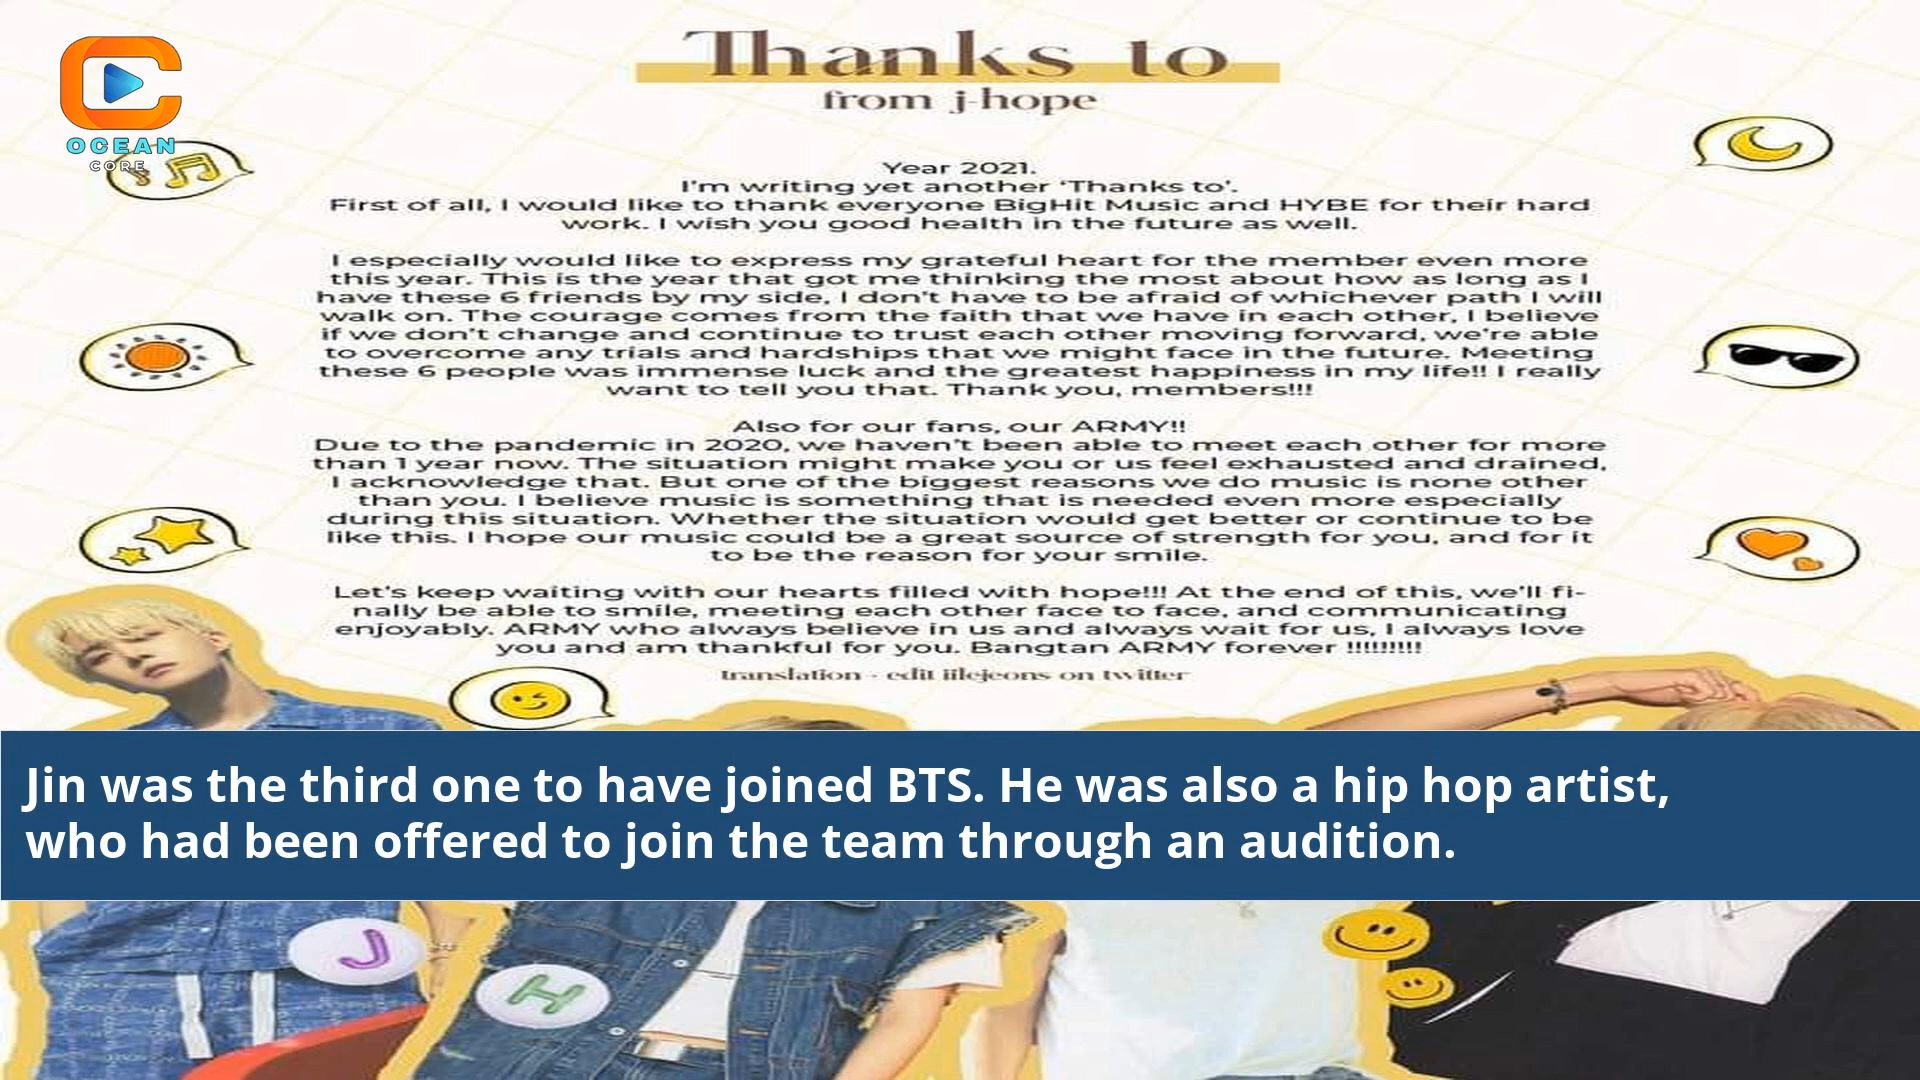 Thanks to
from j-hope
OCEAN
CORE
Year 2021.
I'm writing yet another 'Thanks to'.
First of all, I would like to thank everyone BigHit Music and HYBE for their hard
work. I wish you good health in the future as well.
I especially would like to express my grateful heart for the member even more
this year. This is the year that got me thinking the most about how as long as I
have these 6 friends by my side, I don't have to be afraid of whichever path I will
walk on. The courage comes from the faith that we have in each other, I believe
if we don't change and continue to trust each other moving forward, we're able
to overcome any trials and hardships that we might face in the future. Meeting
these 6 people was immense luck and the greatest happiness in my life!! I really
want to tell you that. Thank you, members!!!
Also for our fans, our ARMY!!
Due to the pandemic in 2020, we haven't been able to meet each other for more
than 1 year now. The situation might make you or us feel exhausted and drained,
I acknowledge that. But one of the biggest reasons we do music is none other
than you. I believe music is something that is needed even more especially
during this situation. Whether the situation would get better or continue to be
like this. I hope our music could be a great source of strength for you, and for it
to be the reason for your smile.
Let's keep waiting with our hearts filled with hope!!! At the end of this, we'll fi-
nally be able to smile, meeting each other face to face, and communicating
enjoyably. ARMY who always believe in us and always wait for us, I always love
you and am thankful for you. Bangtan ARMY forever !!!!!!!!!
translation - edit iilejeons on twitter
Jin was the third one to have joined BTS. He was also a hip hop artist,
who had been offered to join the team through an audition.
J
H